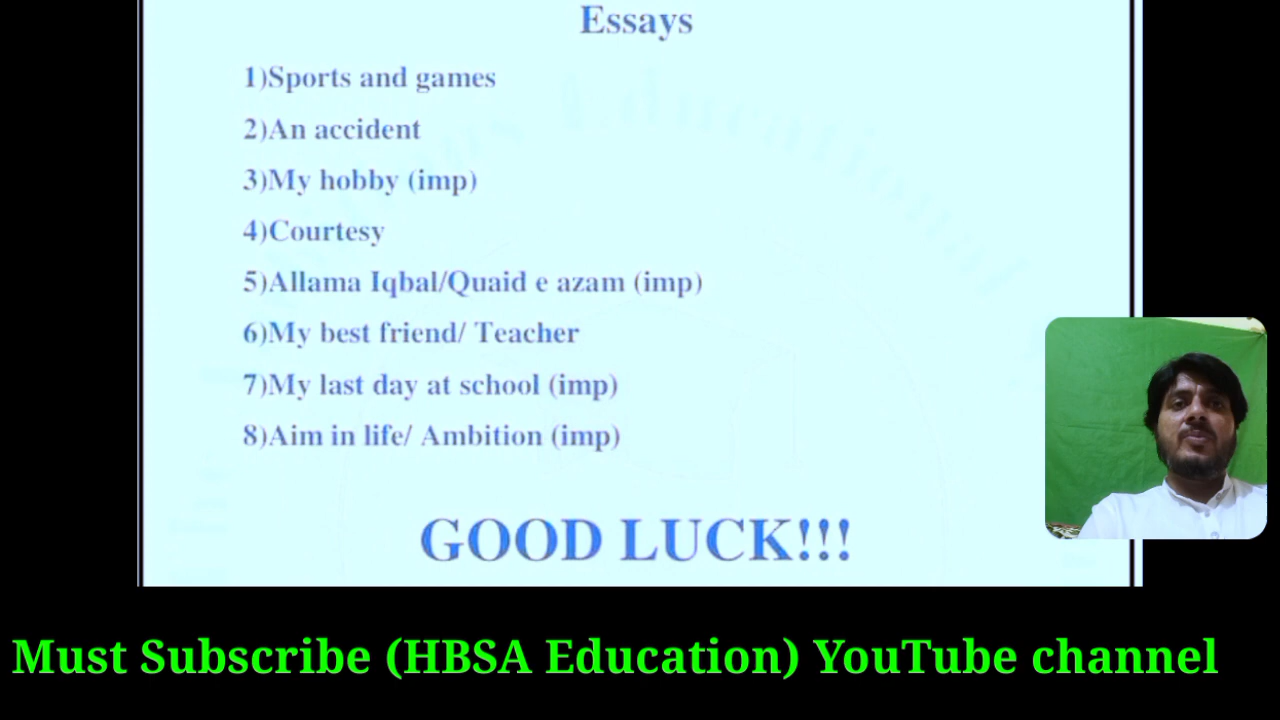 Essays
1)Sports and games
2)An accident
3)My hobby (imp)
4)Courtesy
5)Allama Iqbal/Quaid e azam (imp)
6)My best friend/ Teacher
7)My last day at school (imp)
8)Aim in life/ Ambition (imp)
GOOD LUCK!!!
Must Subscribe (HBSA Education) YouTube channel